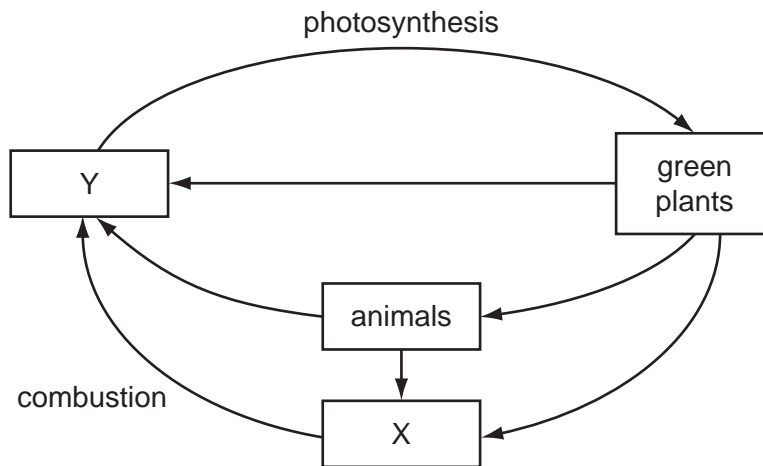 photosynthesis
Y
green
plants
animals
combustion
X